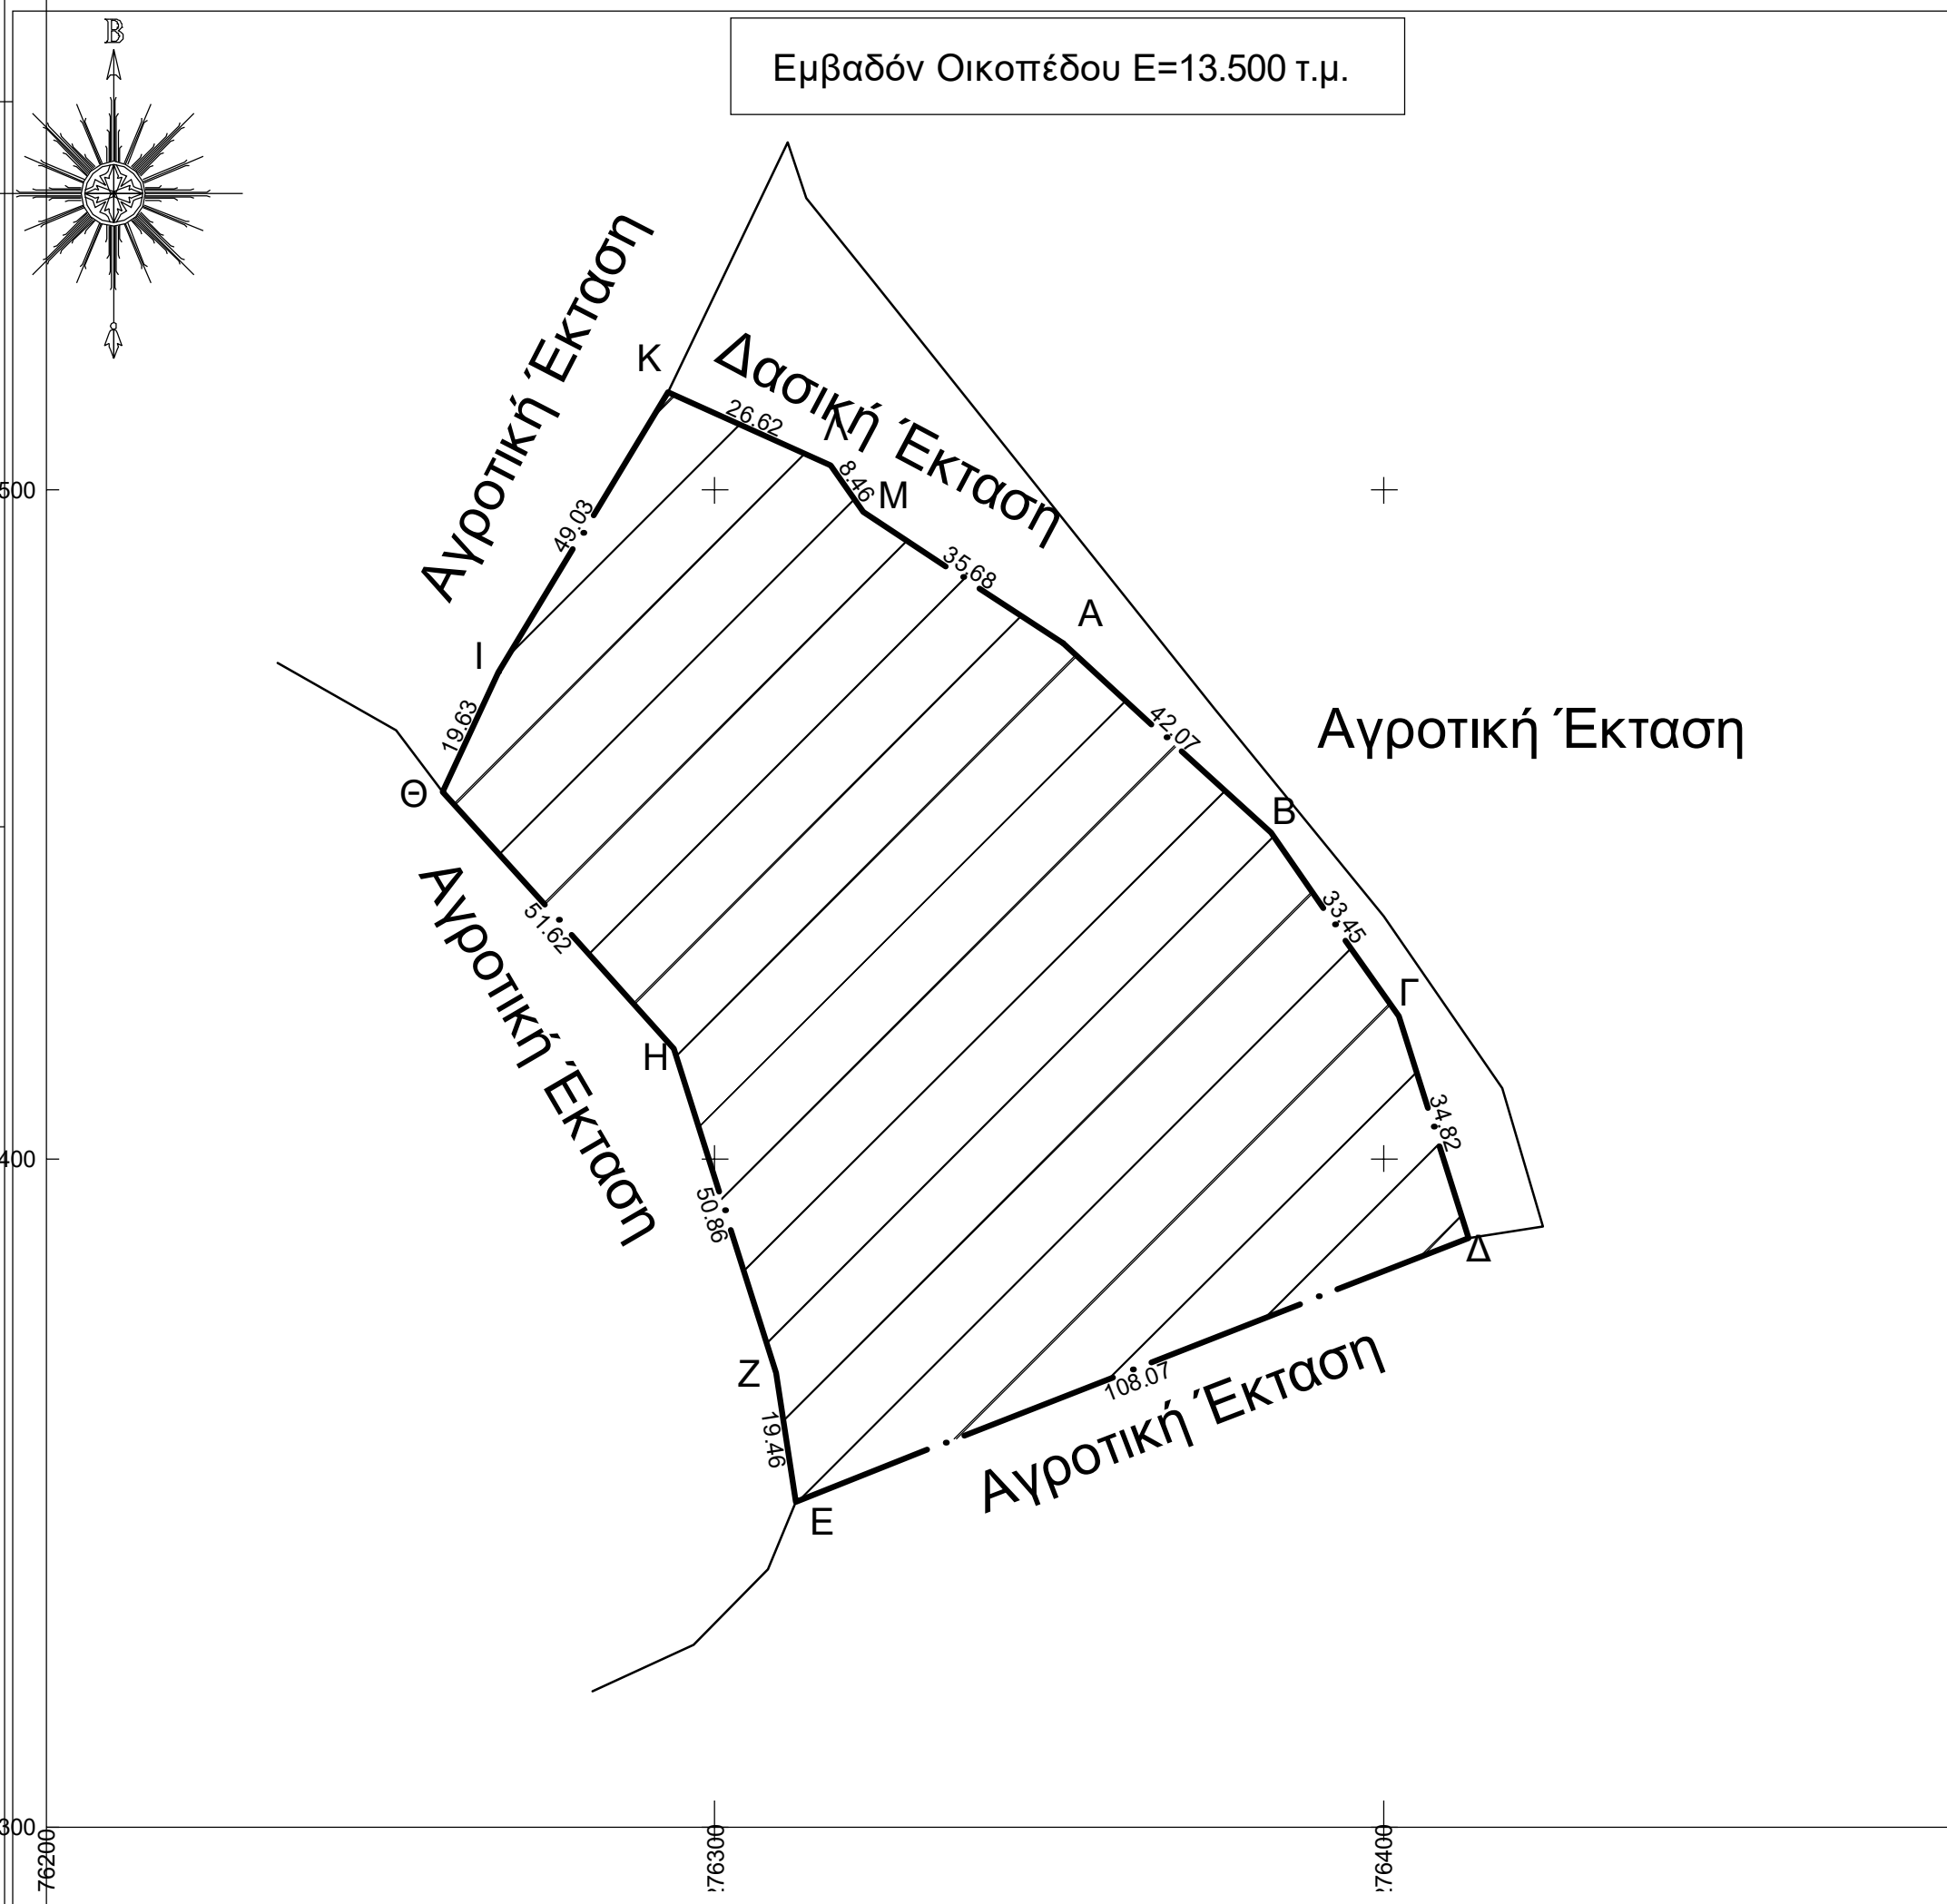 Β
Εμβαδόν Οικοπέδου Ε=13.500 τ.μ.
Αγροτική Έκταση
Κ
Δασική Έκταση
26.62
Λ
8.46
Μ
500
49.03
35.68
Α
Ι
19.63
42.07
Αγροτική Έκταση
Θ
Β
Αγροτική Έκταση
51.62
33.45
Γ
Η
34.82
400
50.86
Δ
Ζ
108.07
Αγροτική Έκταση
19.46
Ε
300
76200
276300
276400